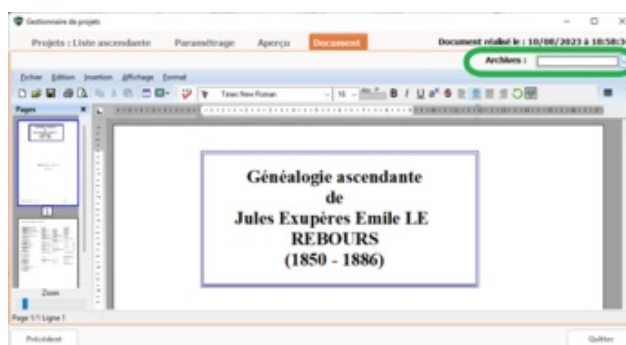 Gestionnaire de projets
Projets : Liste ascendante Paramétrage Aperçu Document Document réalisé le : 10/08/2023 à 18:58:3
Archives :
Fichier Edition Insertion Affichage Format
Times New Roman 16 B I U
Pages
Généalogie ascendante
de
Jules Exupères Emile LE
REBOURS
(1850 - 1886)
1
Zoom
Page 1/1 Ligne 1
Précédent Quitter